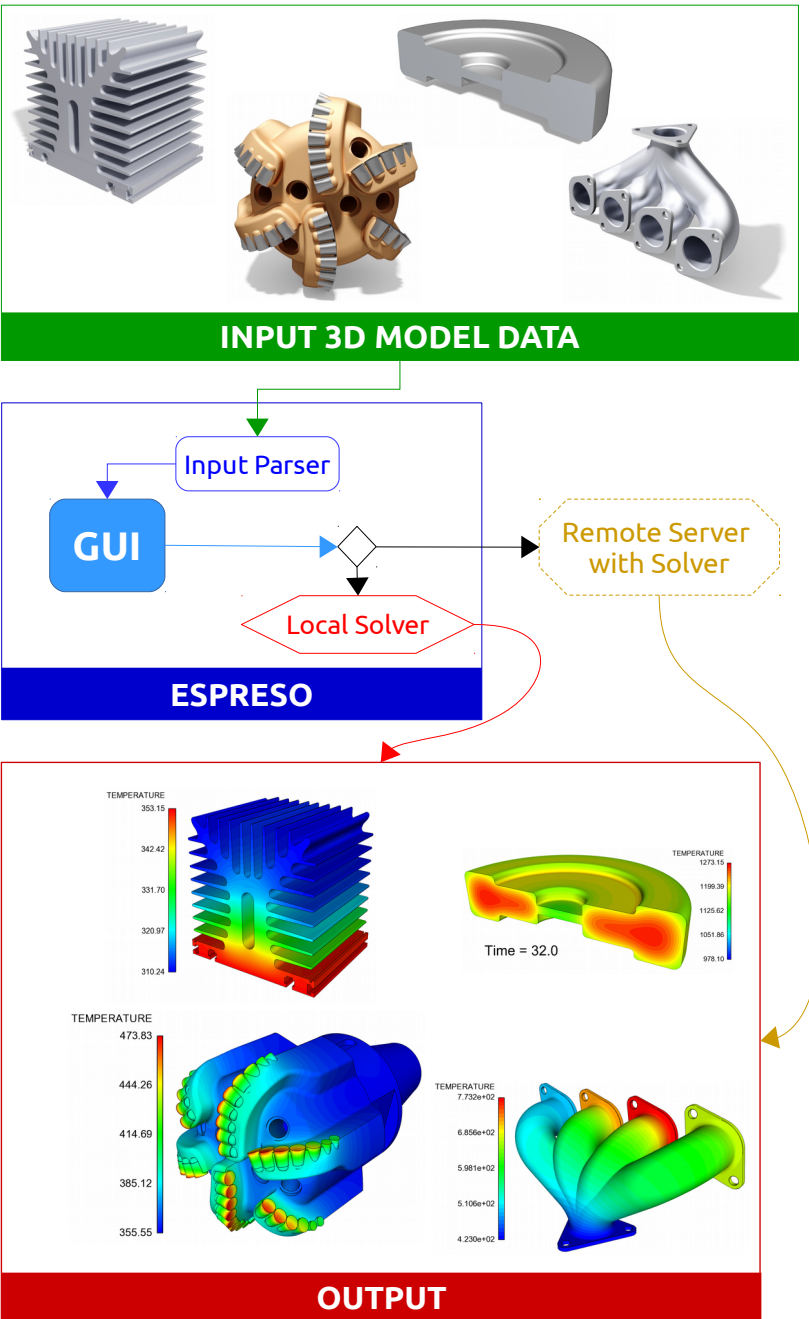 INPUT 3D MODEL DATA
Input Parser
GUI
Remote Server
with Solver
Local Solver
ESPRESO
TEMPERATURE
353.15
342.42
331.70
320.97
310.24
TEMPERATURE
1273.15
1199.39
1125.62
1051.86
978.10
Time = 32.0
TEMPERATURE
473.83
444.26
414.69
385.12
355.55
TEMPERATURE
7.732e+02
6.856e+02
5.981e+02
5.106e+02
4.230e+02
OUTPUT